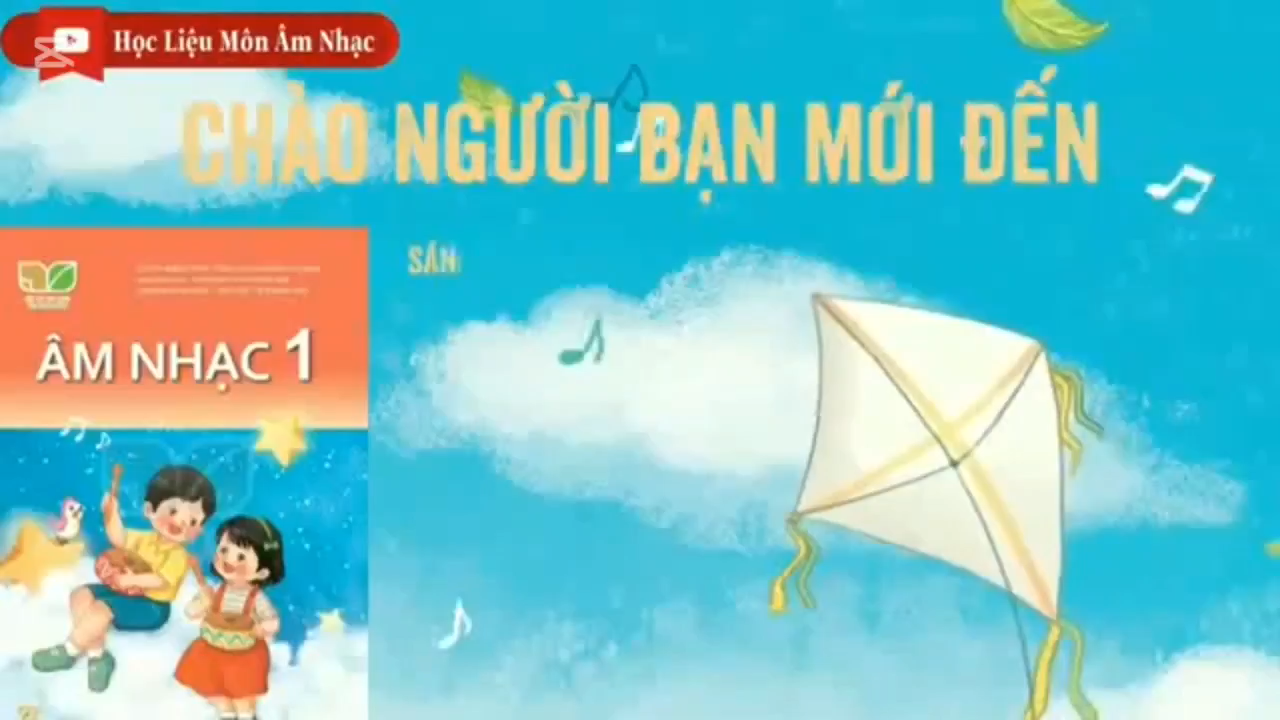 Học Liệu Môn Âm Nhạc
CHÀO NGƯỜI BẠN MỚI ĐẾN
SÁN
ÂM NHẠC 1